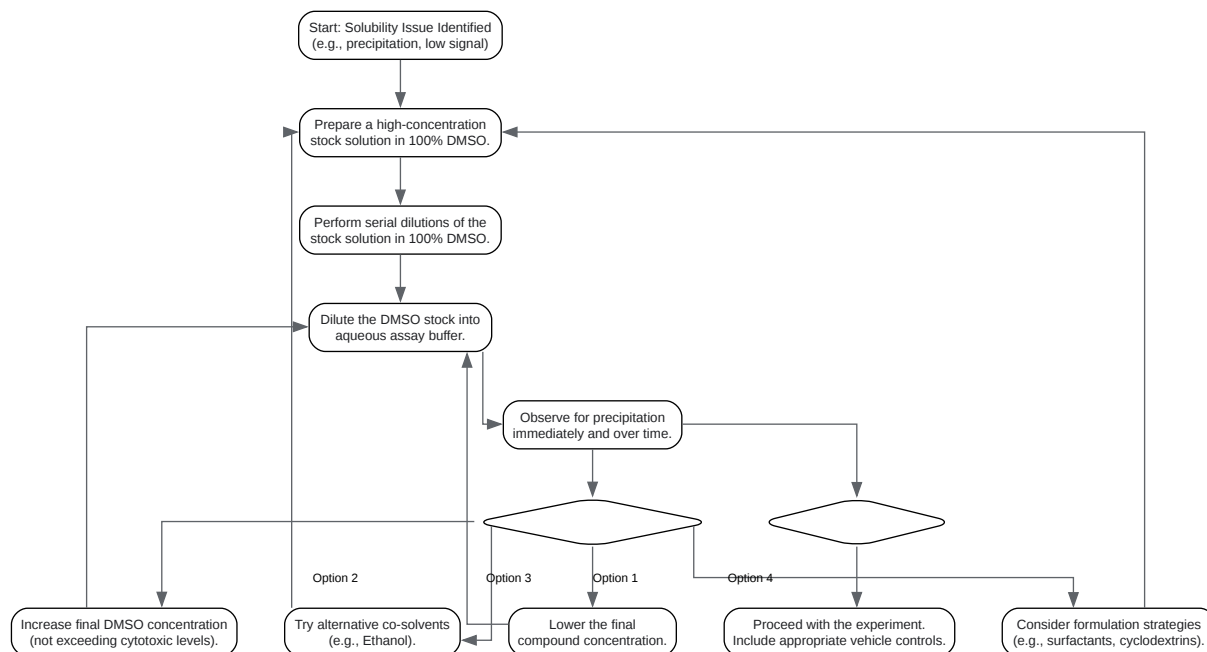 Start: Solubility Issue Identified
(e.g., precipitation, low signal)
Prepare a high-concentration
stock solution in 100% DMSO.
Perform serial dilutions of the
stock solution in 100% DMSO.
Dilute the DMSO stock into
aqueous assay buffer.
Observe for precipitation
immediately and over time.
Option 2
Option 3
Option 1
Option 4
Increase final DMSO concentration
(not exceeding cytotoxic levels).
Try alternative co-solvents
(e.g., Ethanol).
Lower the final
compound concentration.
Proceed with the experiment.
Include appropriate vehicle controls.
Consider formulation strategies
(e.g., surfactants, cyclodextrins).